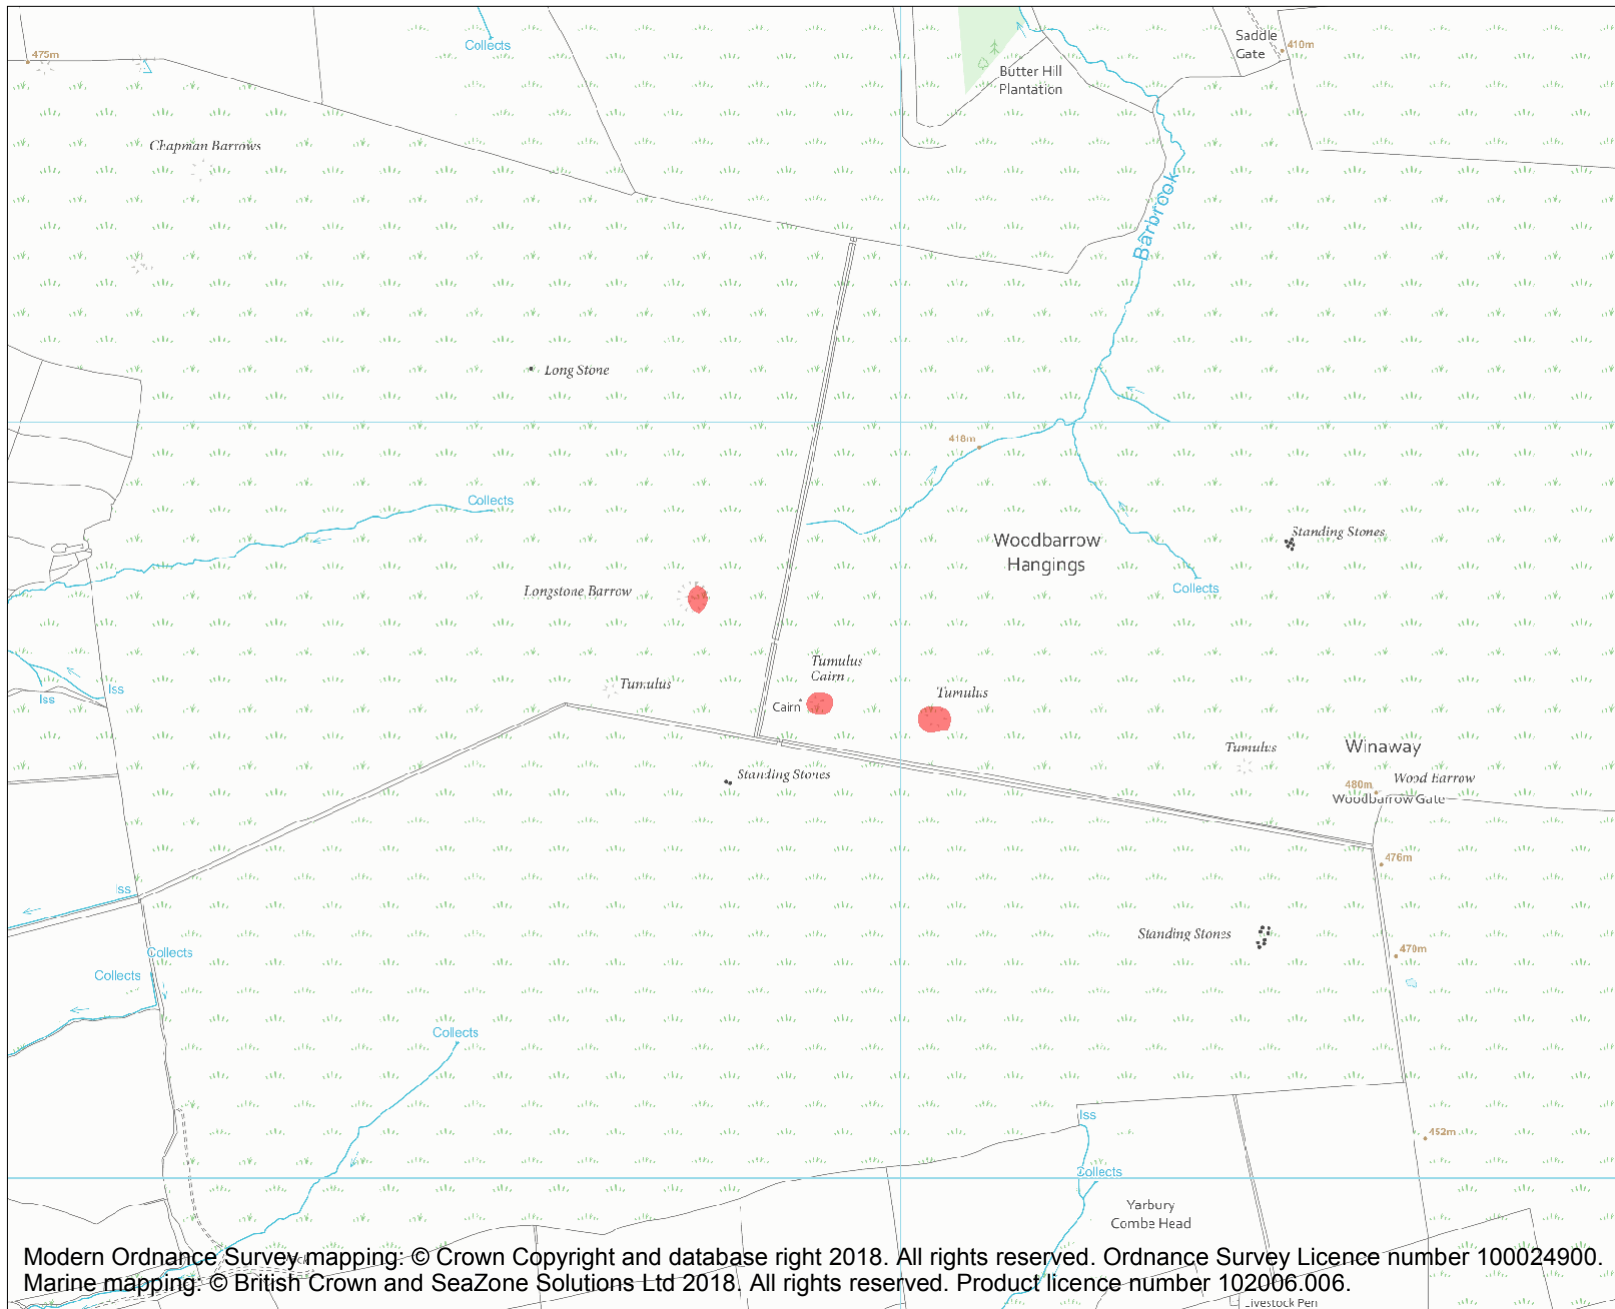 Saddle
Gate
410m
475m
Collects
Butter Hill
Plantation
Chapman Barrows
Barbrook
Long Stone
418m
Collects
Standing Stones
Woodbarrow
Hangings
Collects
Longstone Barrow
Tumulus
Cairn
Tumulus
Iss
Iss
Cairn
Tumulus
Tumulus
Winaway
Standing Stones
Wood Barrow
480m
Woodbarrow Gate
476m
Iss
Standing Stones
479m
Collects
Collects
Collects
Iss
452m
Collects
Yarbury
Combe Head
Modern Ordnance Survey mapping: © Crown Copyright and database right 2018. All rights reserved. Ordnance Survey Licence number 100024900.
Marine mapping: © British Crown and SeaZone Solutions Ltd 2018. All rights reserved. Product licence number 102006.006.
Livestock Pen